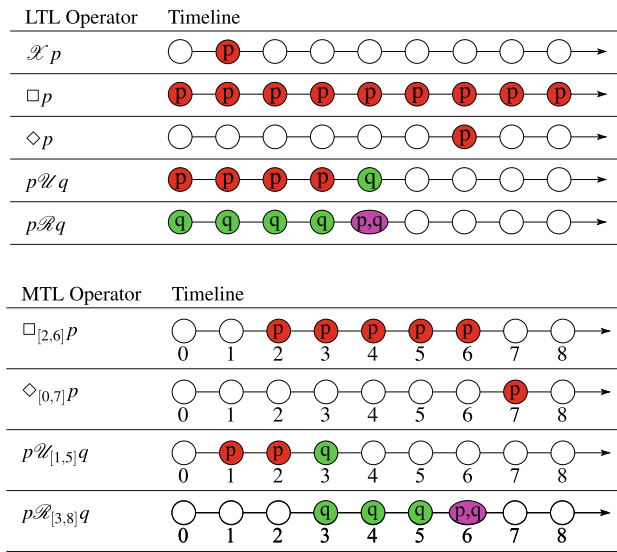 LTL Operator Timeline
𝒳 p p
□p p p p p p p p p p
◇p p
p𝒰q p p p p q
pℛq q q q q p,q
MTL Operator Timeline
□[2,6]p p p p p p
0 1 2 3 4 5 6 7 8
◇[0,7]p p
0 1 2 3 4 5 6 7 8
p𝒰[1,5]q p p q
0 1 2 3 4 5 6 7 8
pℛ[3,8]q q q q p,q
0 1 2 3 4 5 6 7 8